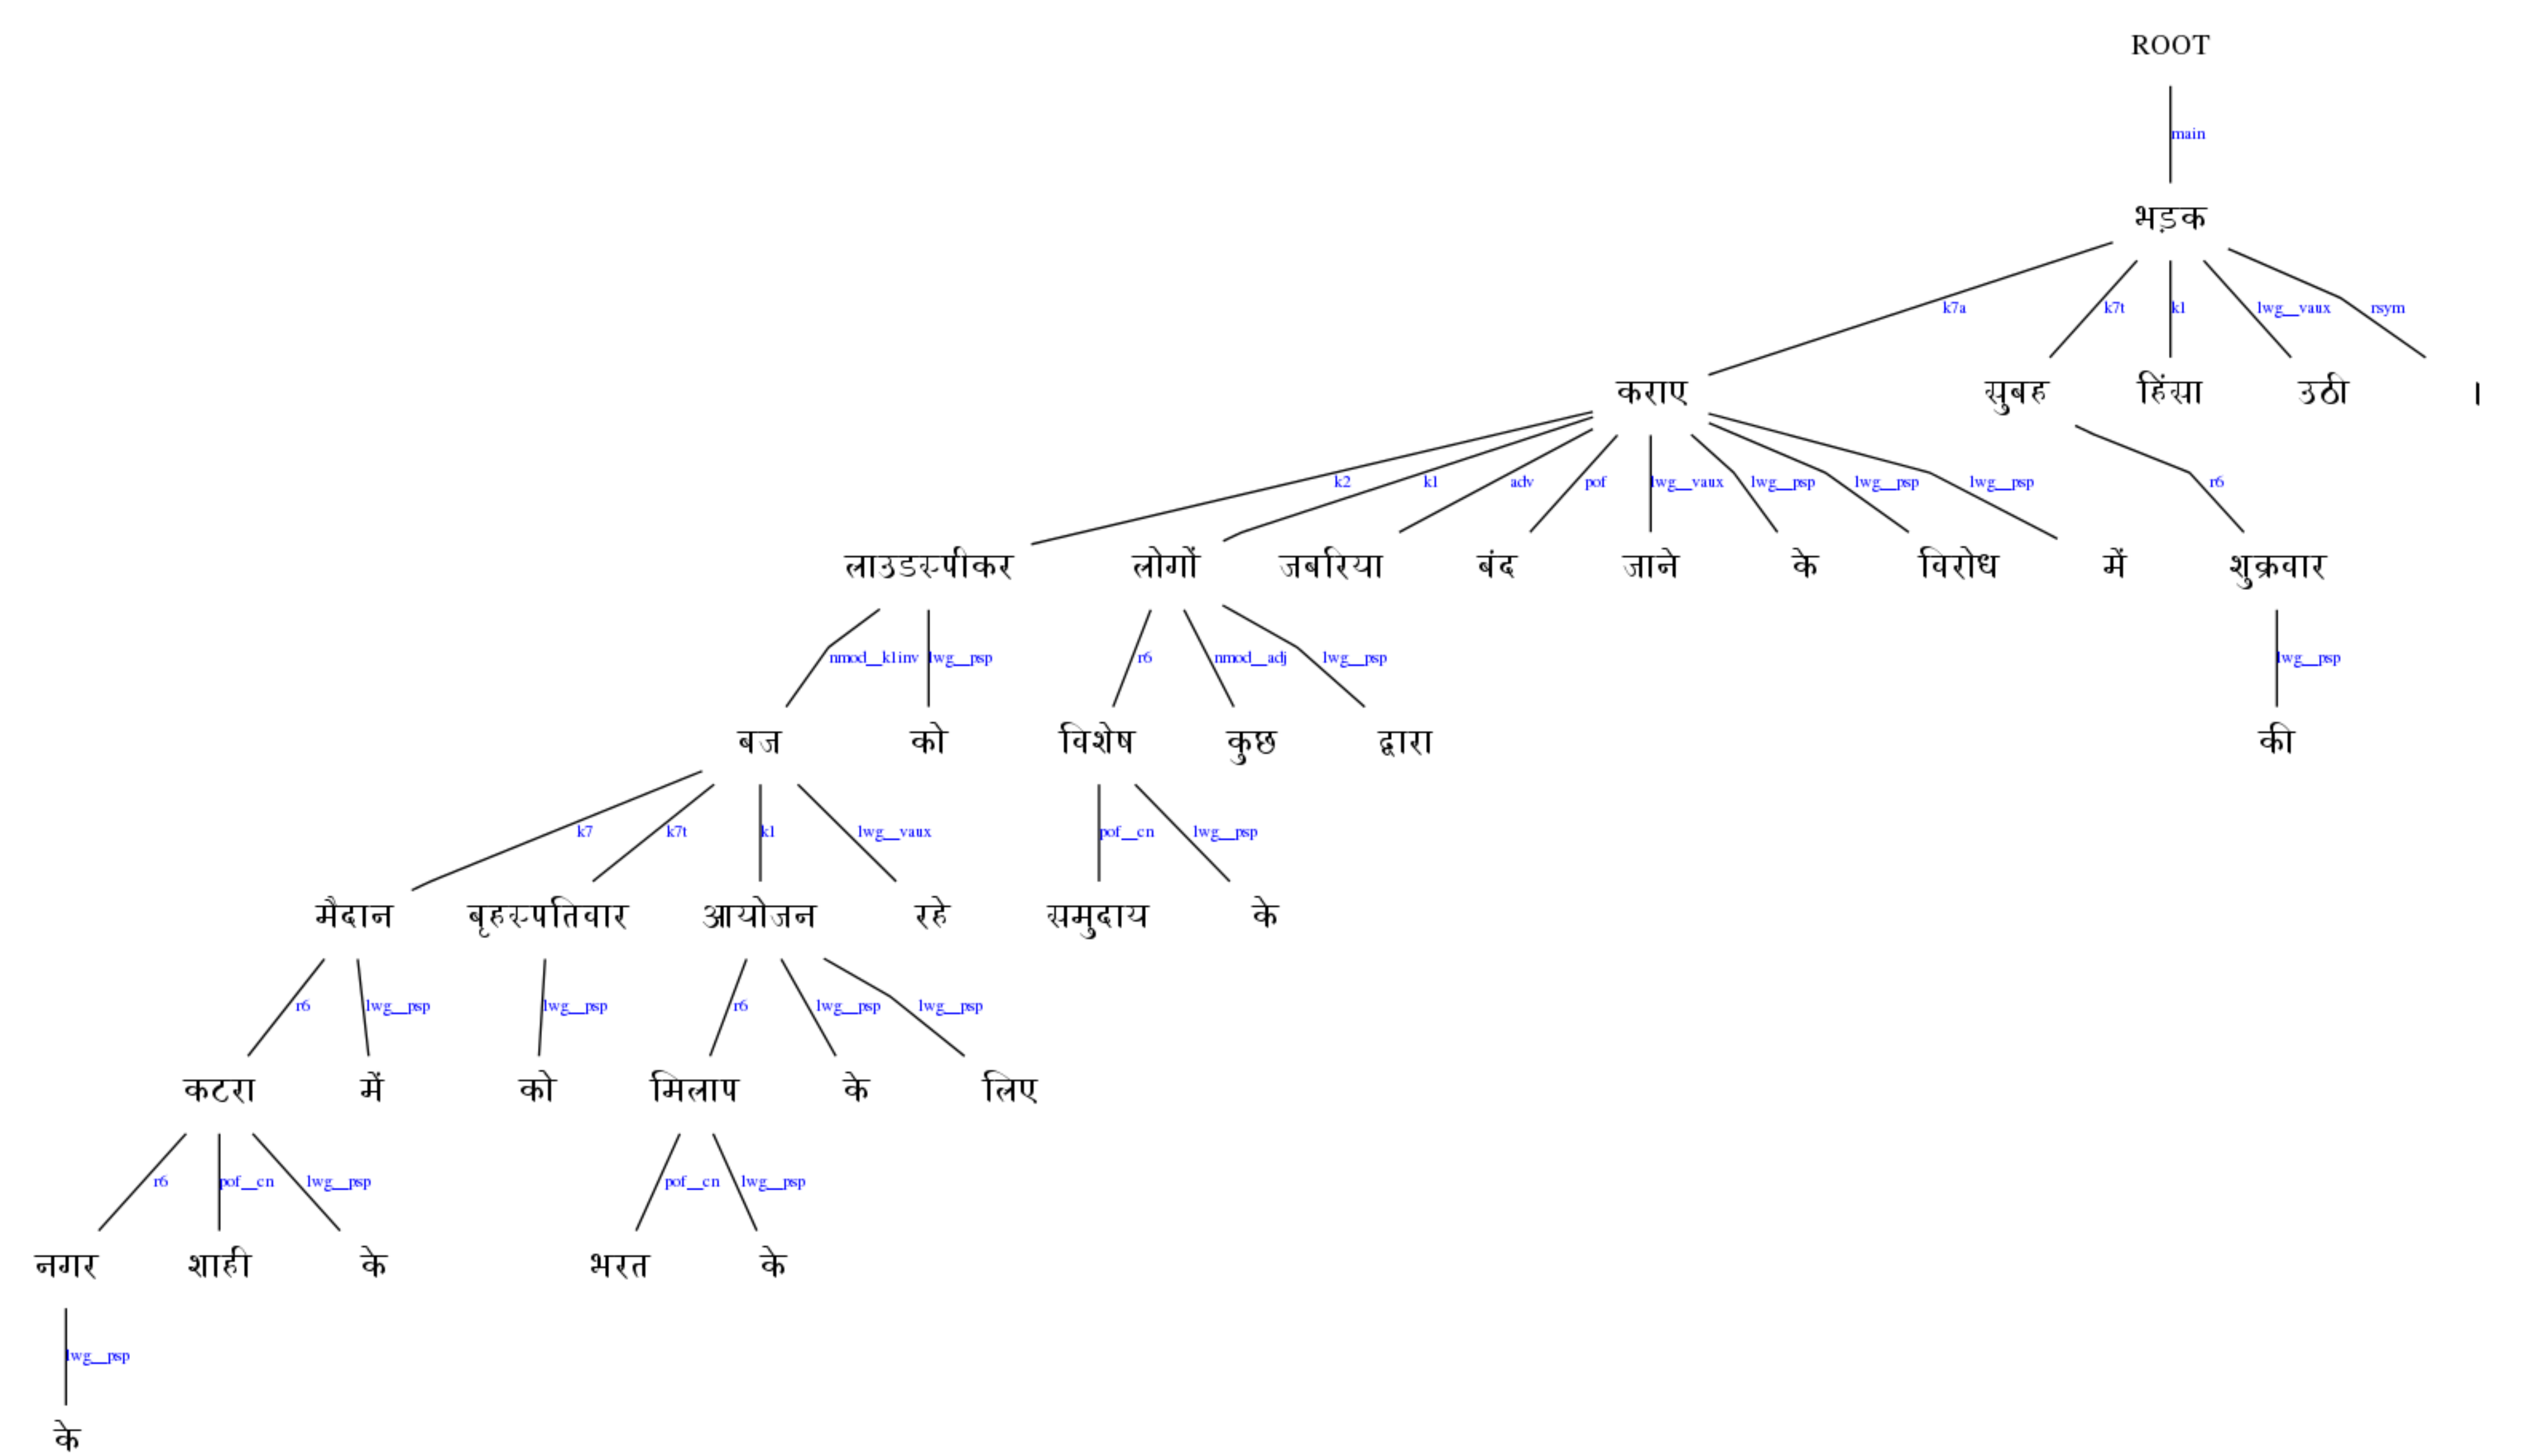 ROOT
main
भड़क
k7a k7t k1 lwg__vaux rsym
कराए सुबह हिंसा उठी ।
k2 k1 adv pof lwg__vaux lwg__psp lwg__psp lwg__psp r6
लाउडस्पीकर लोगों जबरिया बंद जाने के विरोध में शुक्रवार
nmod__k1inv lwg__psp r6 nmod__adj lwg__psp lwg__psp
बज को विशेष कुछ द्वारा की
k7 k7t k1 lwg__vaux pof__cn lwg__psp
मैदान बृहस्पतिवार आयोजन रहे समुदाय के
r6 lwg__psp lwg__psp r6 lwg__psp lwg__psp
कटरा में को मिलाप के लिए
r6 pof__cn lwg__psp pof__cn lwg__psp
नगर शाही के भरत के
lwg__psp
के